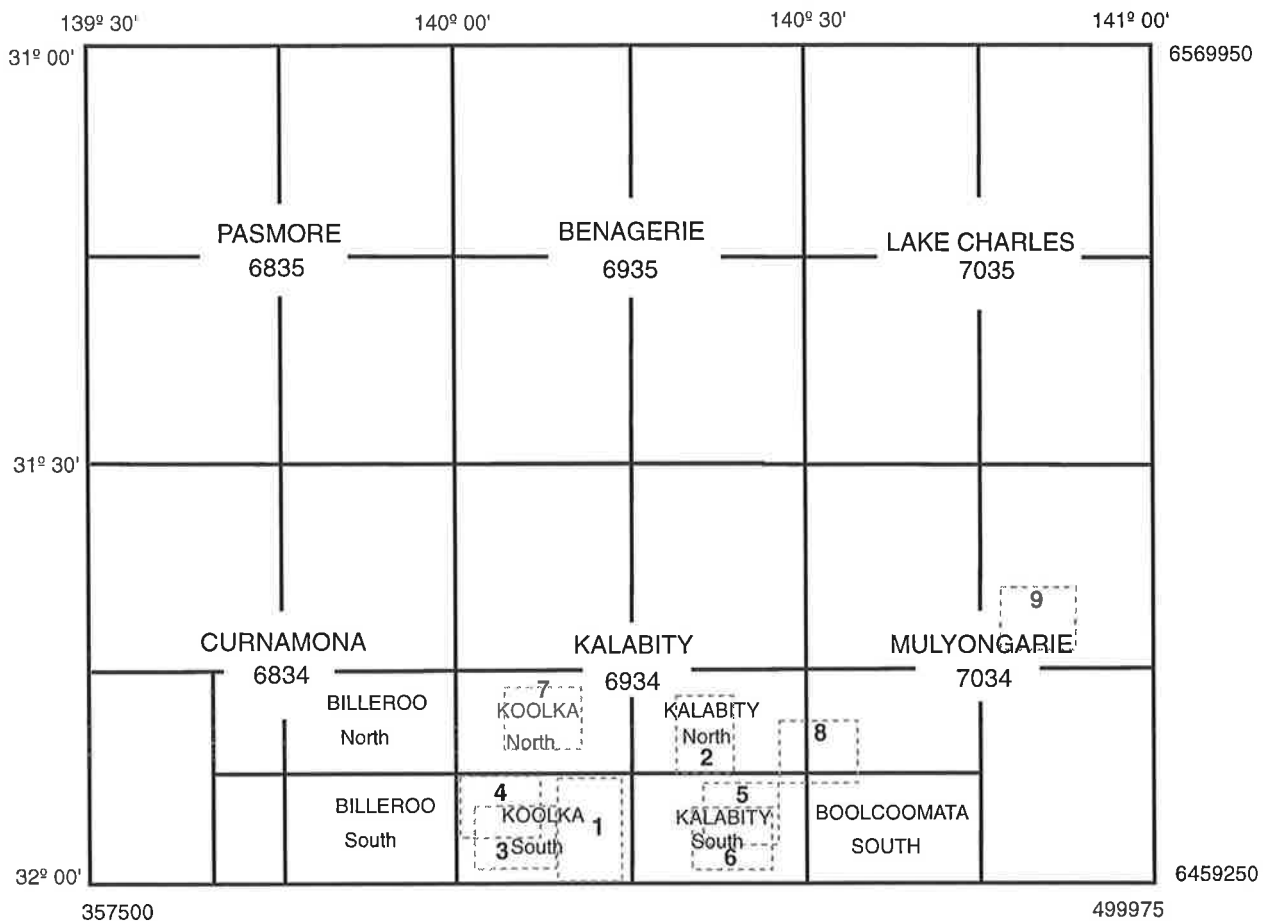 139º 30' 140º 00' 140º 30' 141º 00'
31º 00' 6569950
PASMORE
6835
BENAGERIE
6935
LAKE CHARLES
7035
31º 30'
9
CURNAMONA
6834
KALABITY
6934
MULYONGARIE
7034
BILLEROO
North
7
KOOLKA
North
KALABITY
North
2
8
BILLEROO
South
4
KOOLKA
South
3
1
5
KALABITY
South
6
BOOLCOOMATA
SOUTH
32º 00' 6459250
357500 499975